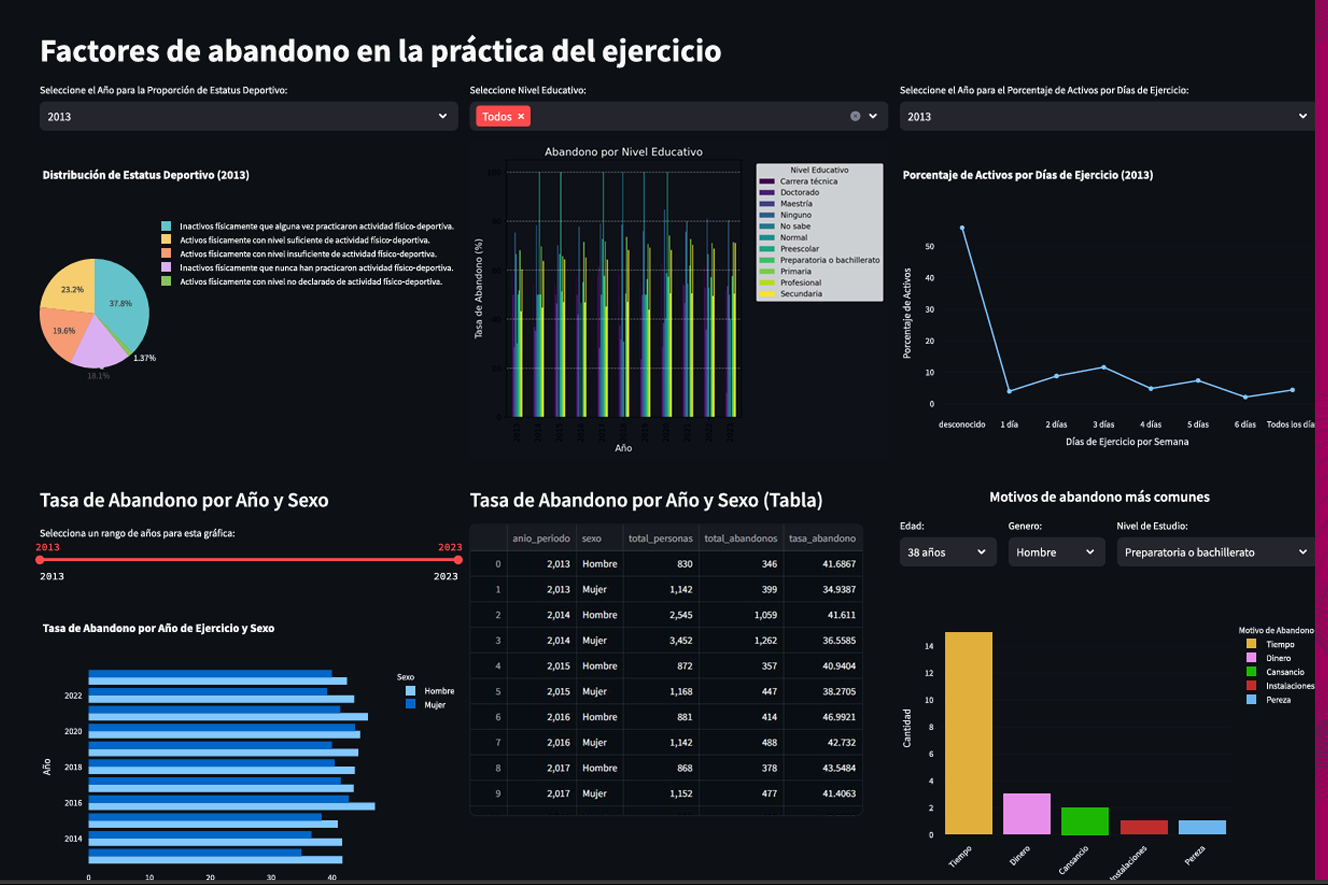 Factores de abandono en la práctica del ejercicio
Seleccione el Año para la Proporción de Estatus Deportivo:
2013
Seleccione Nivel Educativo:
Todos ×
Seleccione el Año para el Porcentaje de Activos por Días de Ejercicio:
2013
Distribución de Estatus Deportivo (2013)
Inactivos físicamente que alguna vez practicaron actividad físico-deportiva.
Activos físicamente con nivel suficiente de actividad físico-deportiva.
Activos físicamente con nivel insuficiente de actividad físico-deportiva.
Inactivos físicamente que nunca han practicaron actividad físico-deportiva.
Activos físicamente con nivel no declarado de actividad físico-deportiva.
23.2%
37.8%
19.6%
1.37%
18.1%
Abandono por Nivel Educativo
Tasa de Abandono (%)
100
80
60
40
20
0
2013 2014 2015 2016 2017 2018 2019 2020 2021 2022 2023
Año
Nivel Educativo
Carrera técnica
Doctorado
Maestría
Ninguno
No sabe
Normal
Preescolar
Preparatoria o bachillerato
Primaria
Profesional
Secundaria
Porcentaje de Activos por Días de Ejercicio (2013)
Porcentaje de Activos
50
40
30
20
10
0
desconocido 1 día 2 días 3 días 4 días 5 días 6 días Todos los día
Días de Ejercicio por Semana
Tasa de Abandono por Año y Sexo
Selecciona un rango de años para esta gráfica:
2013 2023
2013 2023
Tasa de Abandono por Año de Ejercicio y Sexo
Año
2022
2020
2018
2016
2014
0 10 20 30 40
Sexo
Hombre
Mujer
Tasa de Abandono por Año y Sexo (Tabla)
anio_periodo sexo total_personas total_abandonos tasa_abandono
0 2,013 Hombre 830 346 41.6867
1 2,013 Mujer 1,142 399 34.9387
2 2,014 Hombre 2,545 1,059 41.611
3 2,014 Mujer 3,452 1,262 36.5585
4 2,015 Hombre 872 357 40.9404
5 2,015 Mujer 1,168 447 38.2705
6 2,016 Hombre 881 414 46.9921
7 2,016 Mujer 1,142 488 42.732
8 2,017 Hombre 868 378 43.5484
9 2,017 Mujer 1,152 477 41.4063
Motivos de abandono más comunes
Edad:
38 años
Genero:
Hombre
Nivel de Estudio:
Preparatoria o bachillerato
Cantidad
14
12
10
8
6
4
2
0
Tiempo Dinero Cansancio nstalaciones Pereza
Motivo de Abandono
Tiempo
Dinero
Cansancio
Instalaciones
Pereza